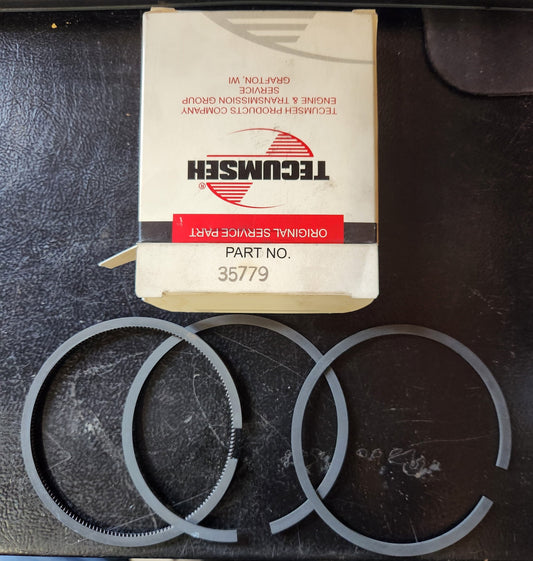 TECUMSEH PRODUCTS COMPANY
ENGINE & TRANSMISSION GROUP
SERVICE
GRAFTON, WI
TECUMSEH®
ORIGINAL SERVICE PART
PART NO.
35779